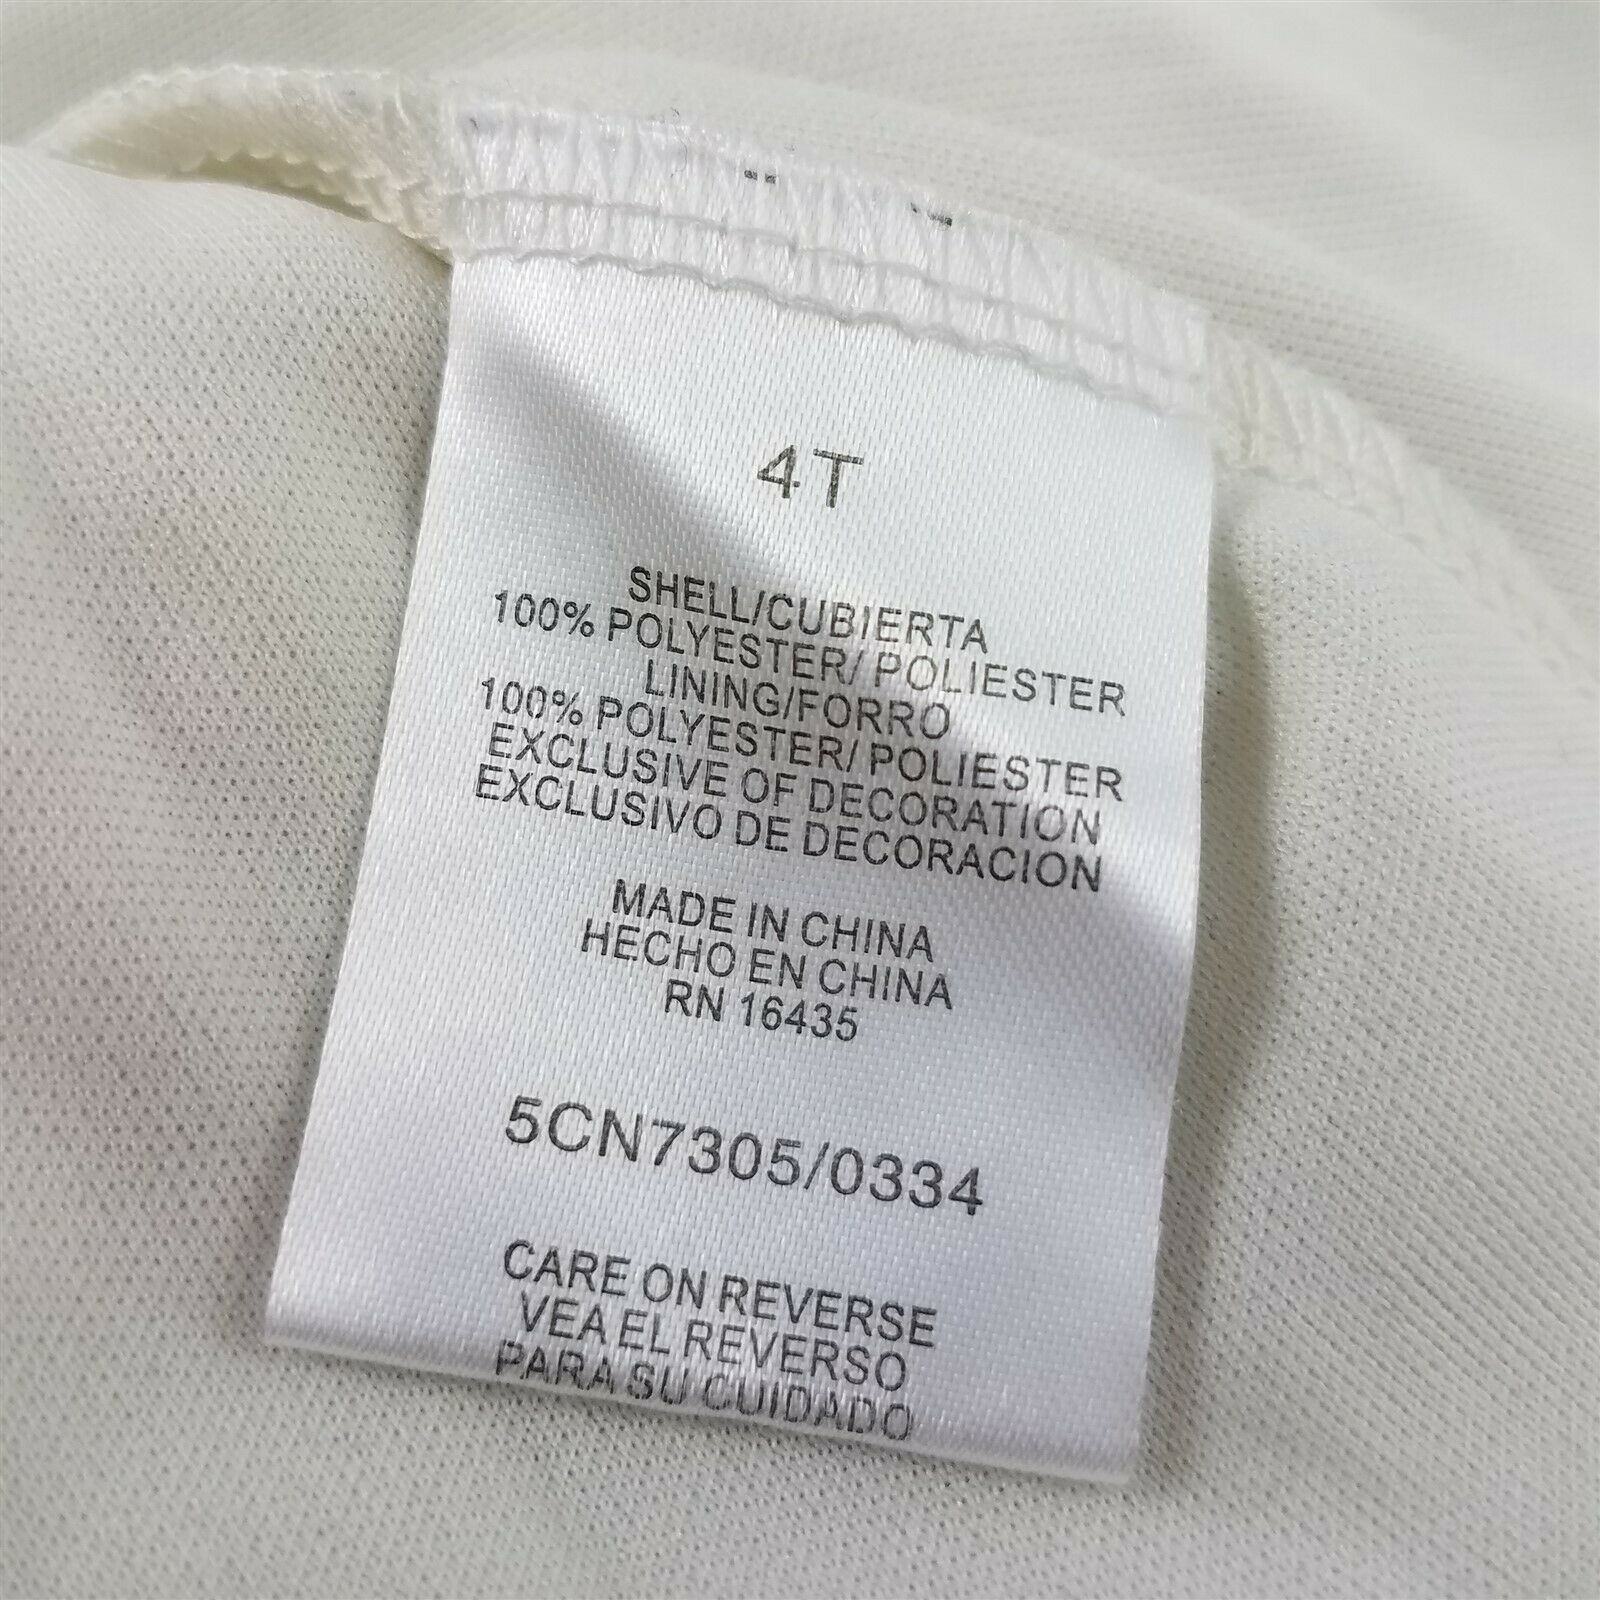 4T
SHELL/CUBIERTA
100% POLYESTER/ POLIESTER
LINING/FORRO
100% POLYESTER/ POLIESTER
EXCLUSIVE OF DECORATION
EXCLUSIVO DE DECORACION
MADE IN CHINA
HECHO EN CHINA
RN 16435
5CN7305/0334
CARE ON REVERSE
VEA EL REVERSO
PARA SU CUIDADO